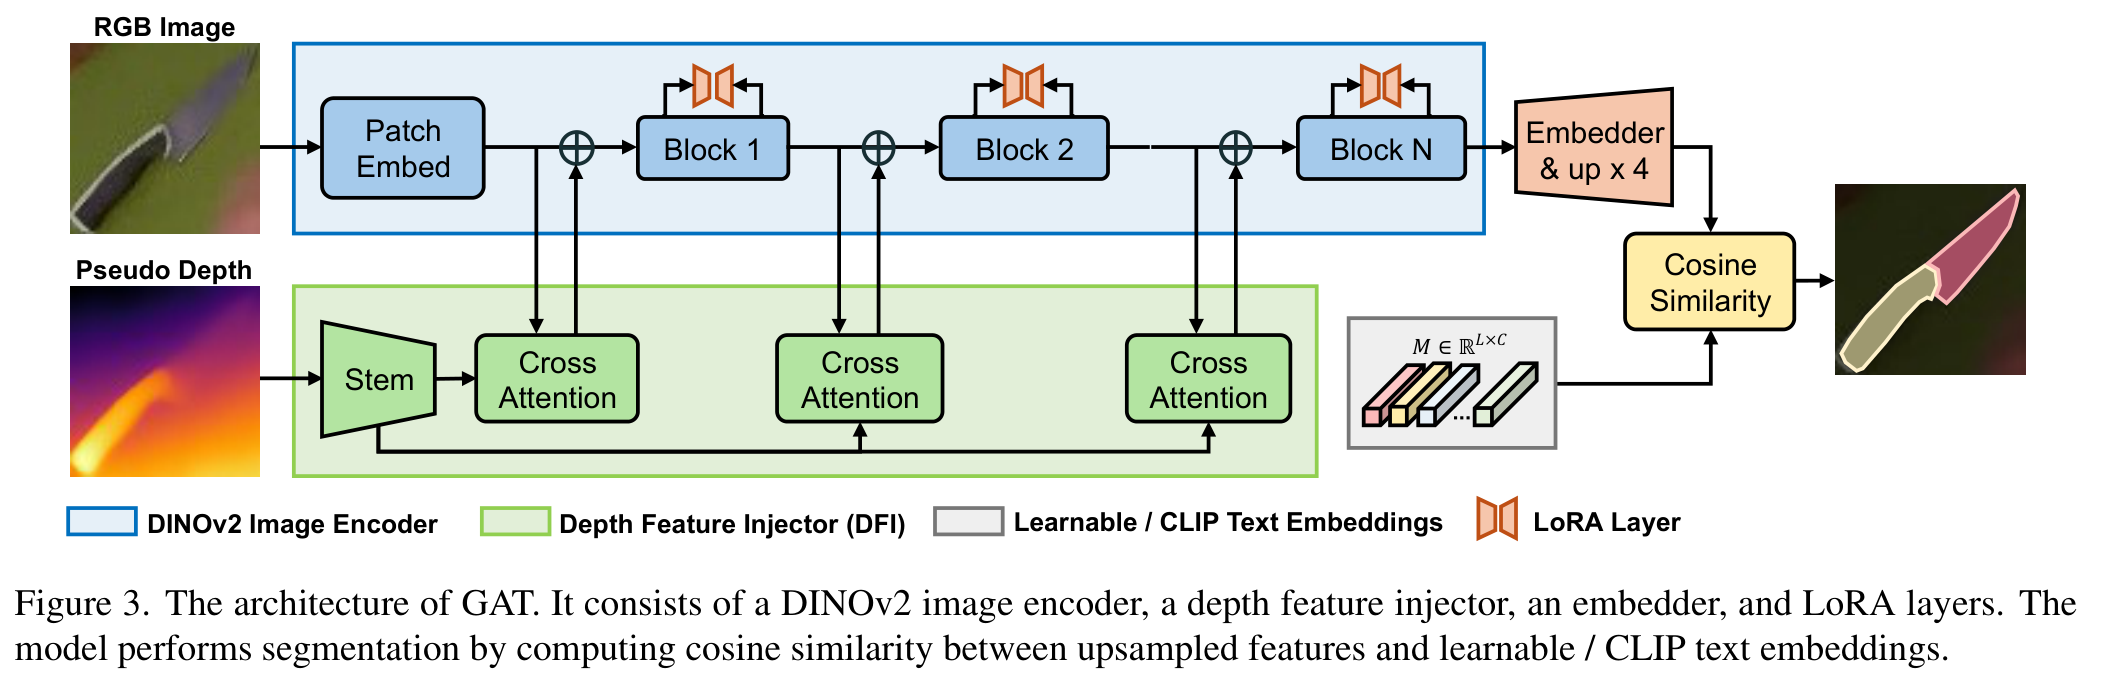 RGB Image
Patch
Embed
Block 1
Block 2
Block N
Embedder
& up x 4
Pseudo Depth
Stem
Cross
Attention
Cross
Attention
Cross
Attention
M ∈ ℝ^{L×C}
...
Cosine
Similarity
DINOv2 Image Encoder
Depth Feature Injector (DFI)
Learnable / CLIP Text Embeddings
LoRA Layer
Figure 3. The architecture of GAT. It consists of a DINOv2 image encoder, a depth feature injector, an embedder, and LoRA layers. The
model performs segmentation by computing cosine similarity between upsampled features and learnable / CLIP text embeddings.